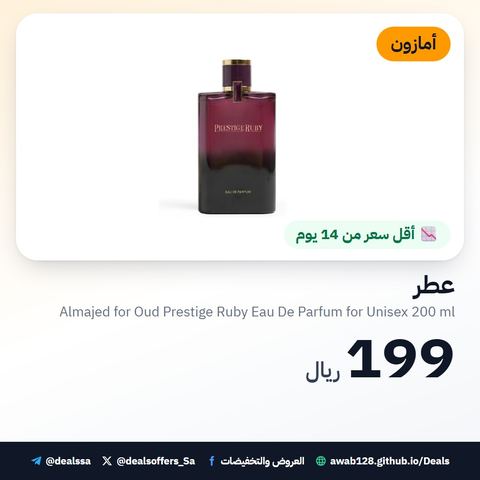 أمازون
PRESTIGE RUBY
EAU DE PARFUM
أقل سعر من 14 يوم
عطر
Almajed for Oud Prestige Ruby Eau De Parfum for Unisex 200 ml
199 ريال
@dealssa @dealsoffers_Sa العروض والتخفيضات awab128.github.io/Deals